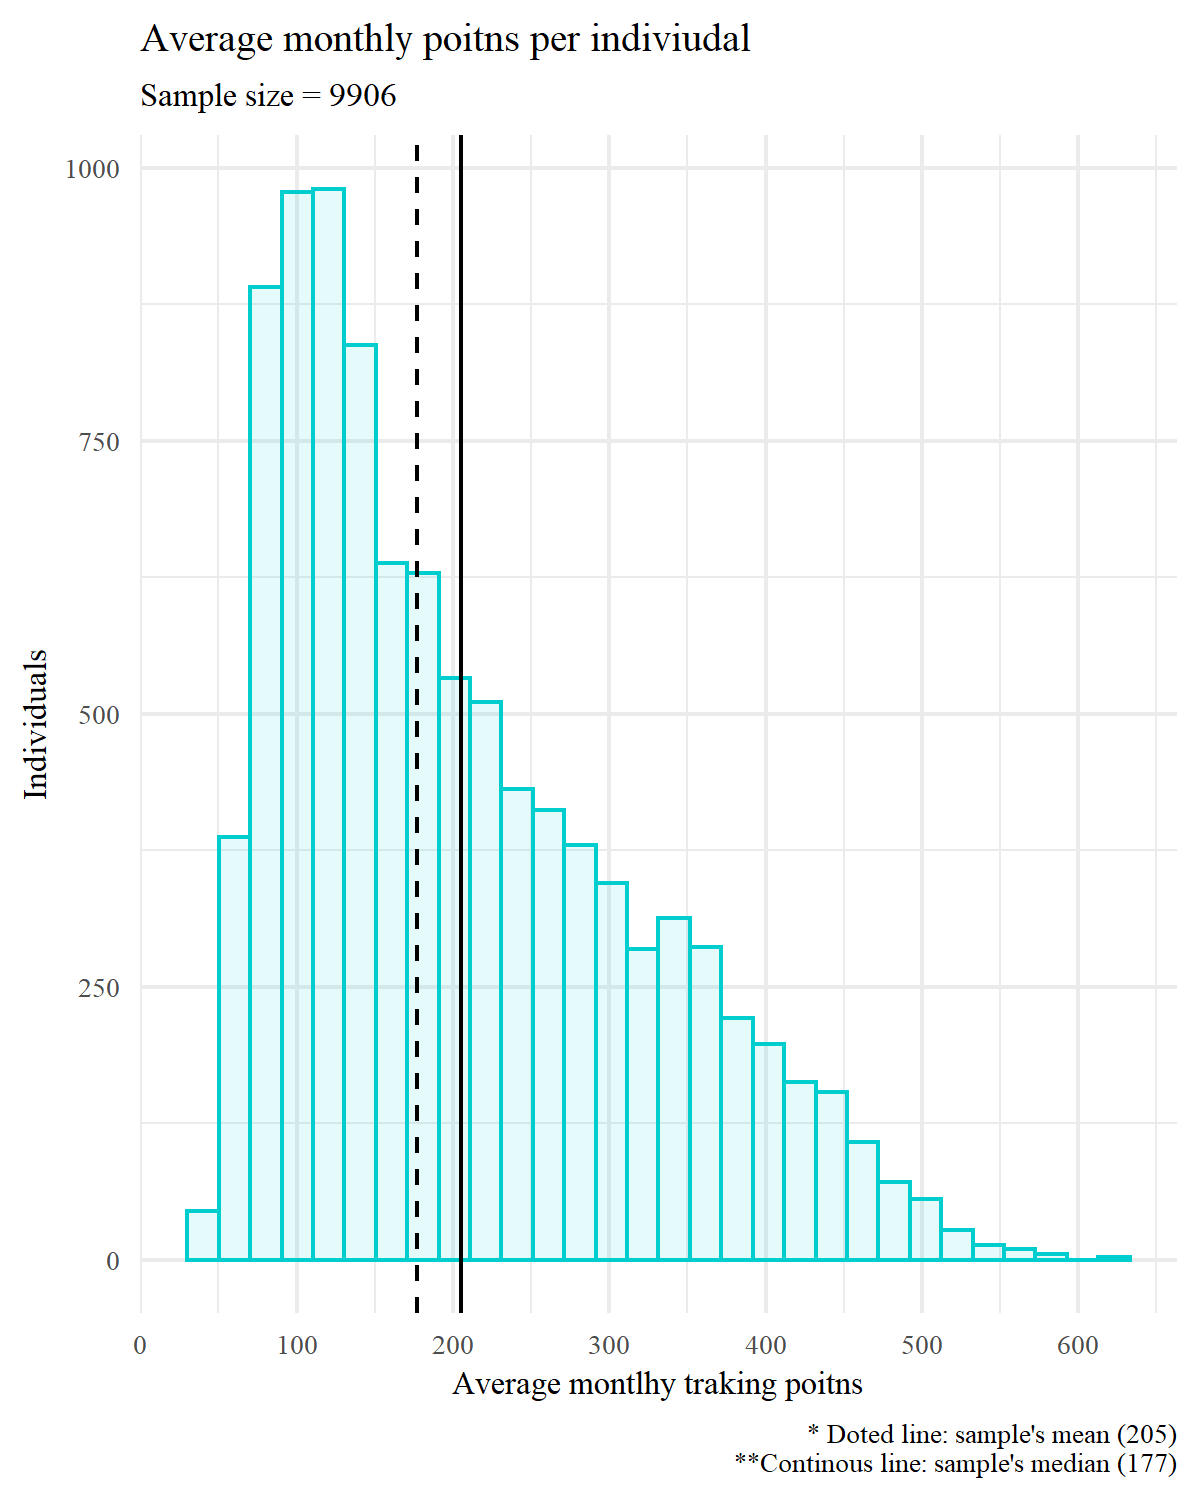 Average monthly poitns per indiviudal
Sample size = 9906
1000
750
500
250
0
Individuals
0 100 200 300 400 500 600
Average montlhy traking poitns
* Doted line: sample's mean (205)
**Continous line: sample's median (177)